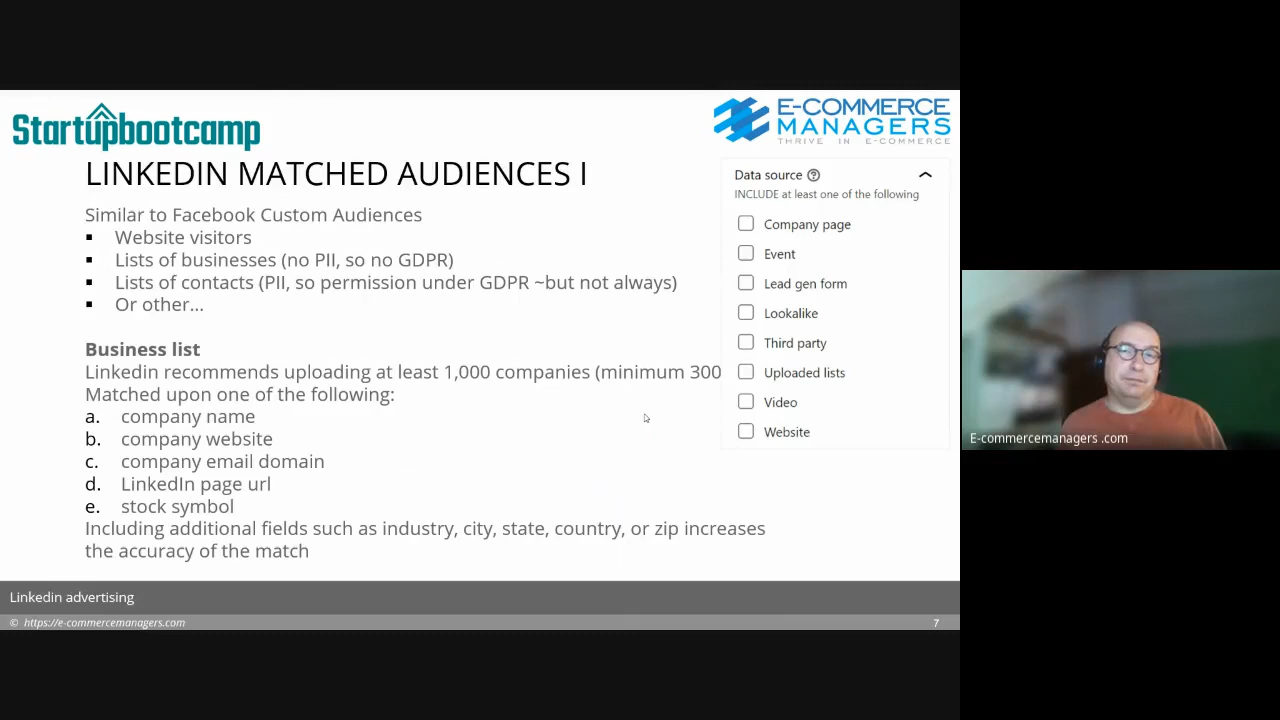 Startupbootcamp
E-COMMERCE
MANAGERS
THRIVE IN E-COMMERCE
LINKEDIN MATCHED AUDIENCES I
Similar to Facebook Custom Audiences
▪ Website visitors
▪ Lists of businesses (no PII, so no GDPR)
▪ Lists of contacts (PII, so permission under GDPR ~but not always)
▪ Or other...
Business list
Linkedin recommends uploading at least 1,000 companies (minimum 300
Matched upon one of the following:
a. company name
b. company website
c. company email domain
d. LinkedIn page url
e. stock symbol
Including additional fields such as industry, city, state, country, or zip increases
the accuracy of the match
Data source
INCLUDE at least one of the following
Company page
Event
Lead gen form
Lookalike
Third party
Uploaded lists
Video
Website
E-commercemanagers .com
Linkedin advertising
© https://e-commercemanagers.com
7